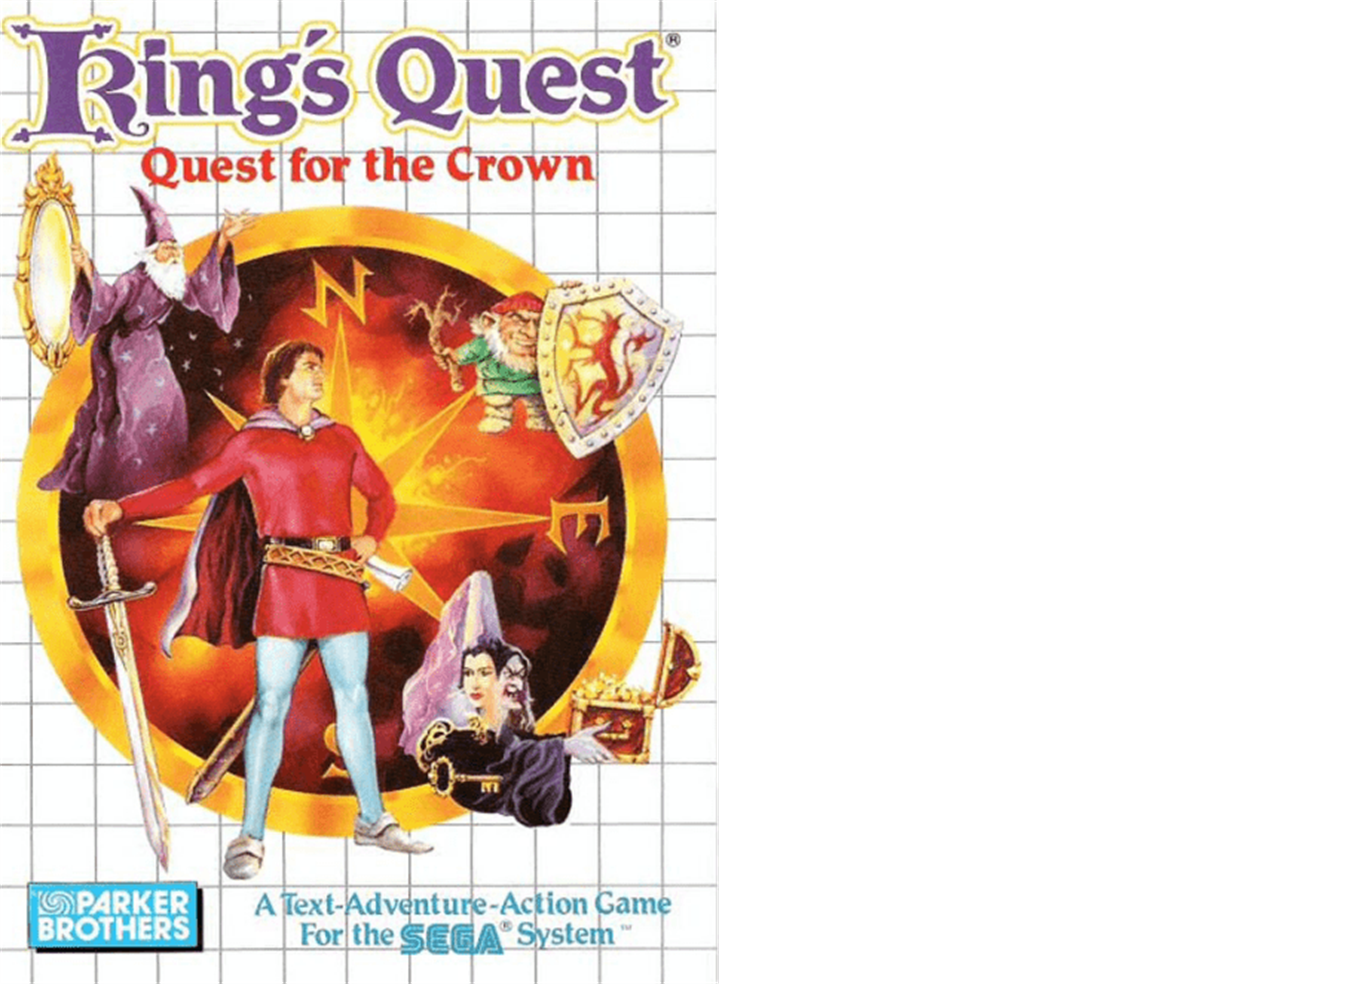 King's Quest®
Quest for the Crown
N
E
S
PARKER
BROTHERS
A Text-Adventure-Action Game
For the SEGA® System™